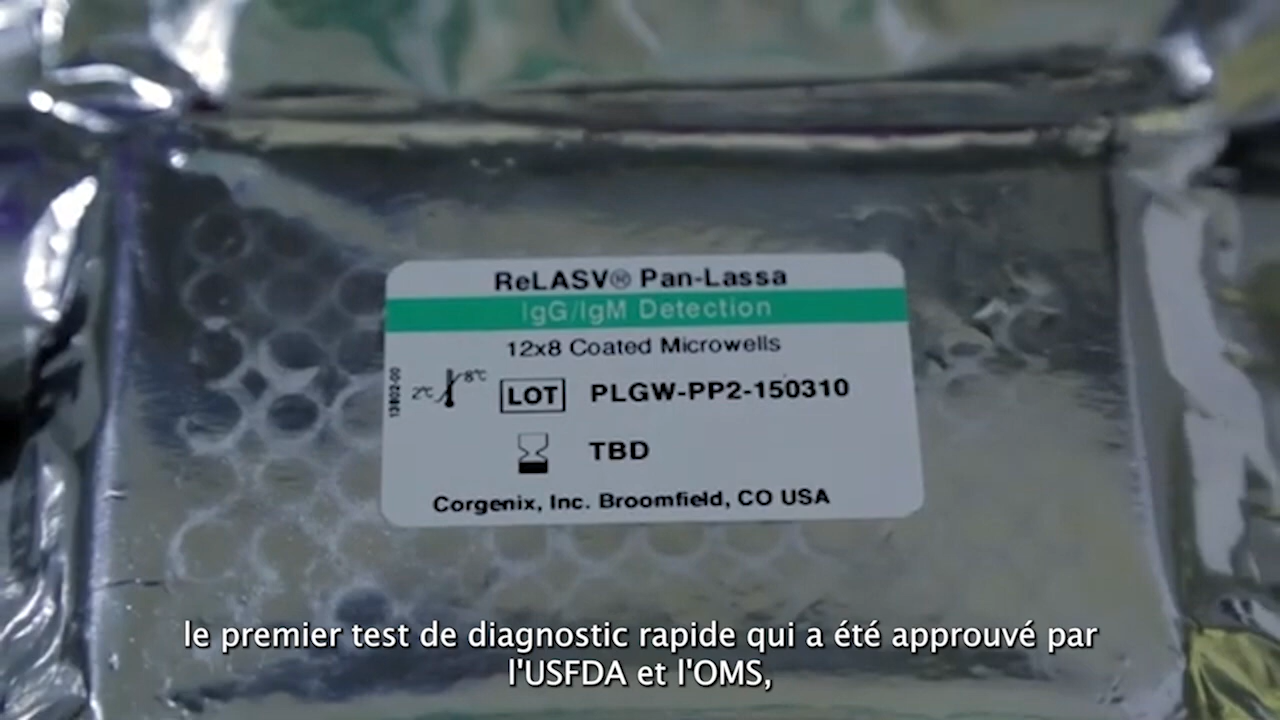 ReLASV® Pan-Lassa
IgG/IgM Detection
12x8 Coated Microwells
2°C 8°C
LOT PLGW-PP2-150310
TBD
Corgenix, Inc. Broomfield, CO USA
le premier test de diagnostic rapide qui a été approuvé par
l'USFDA et l'OMS,